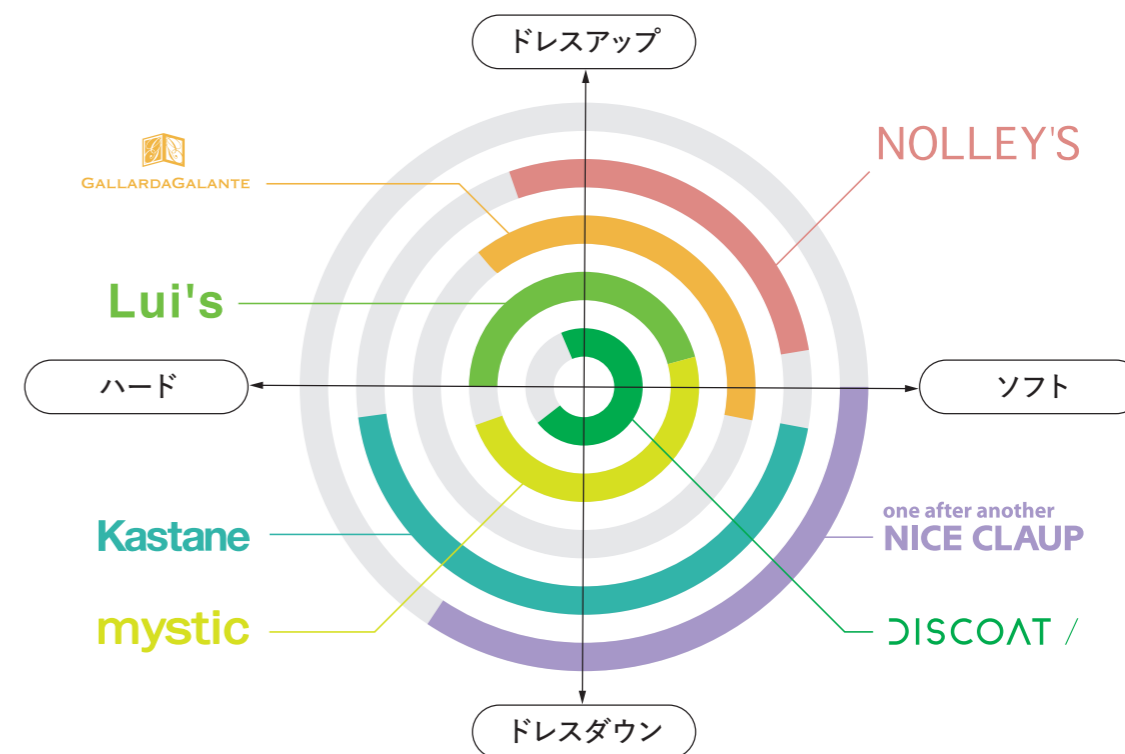 ドレスアップ
NOLLEY'S
GALLARDAGALANTE
Lui's
ハード
ソフト
one after another
NICE CLAUP
Kastane
mystic
DISCOAT /
ドレスダウン